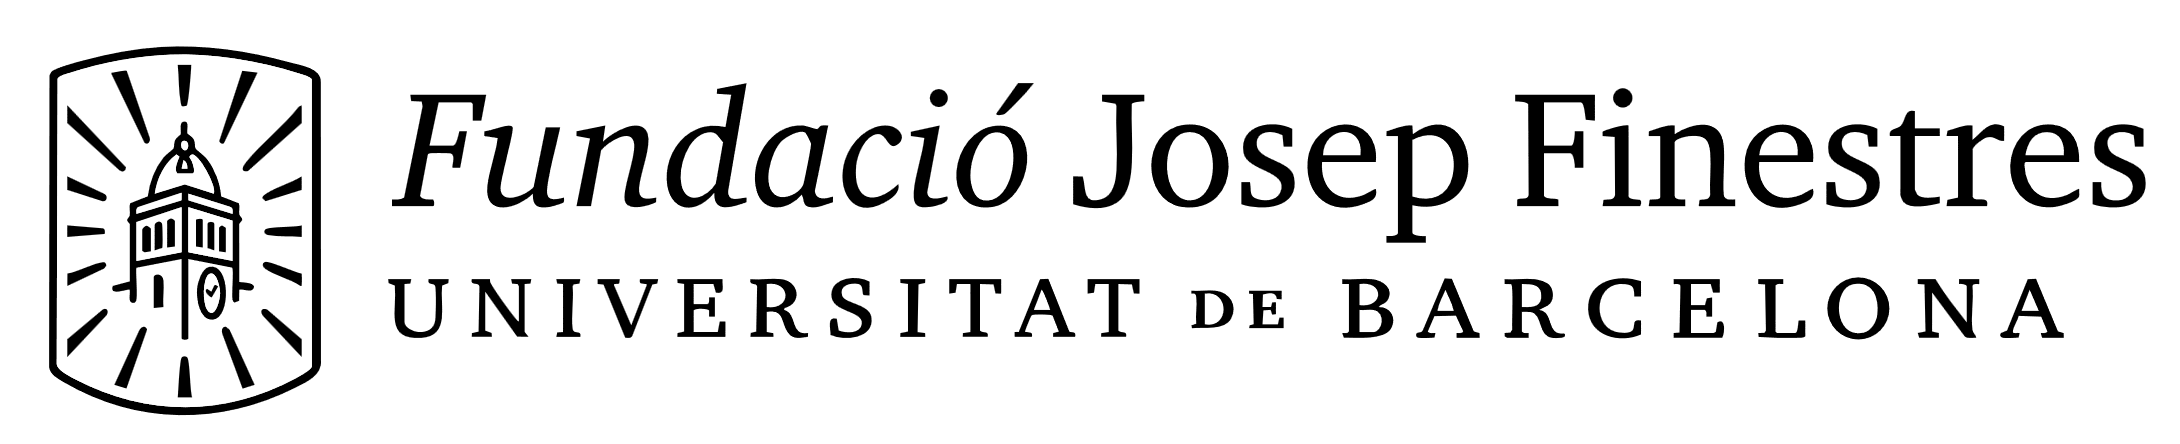 Fundació Josep Finestres
UNIVERSITAT DE BARCELONA